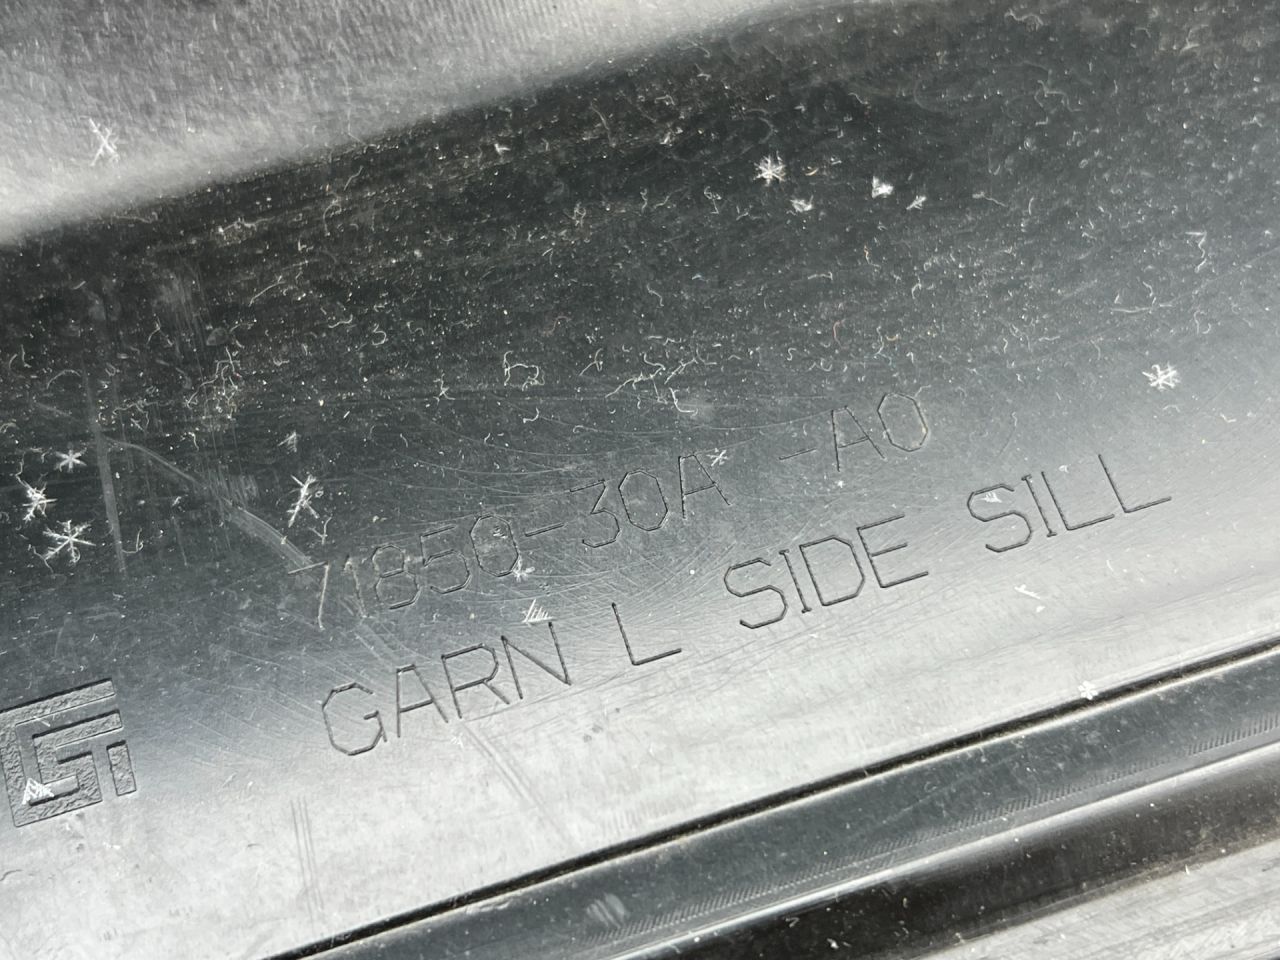 71850-30A -A0
GARN L SIDE SILL